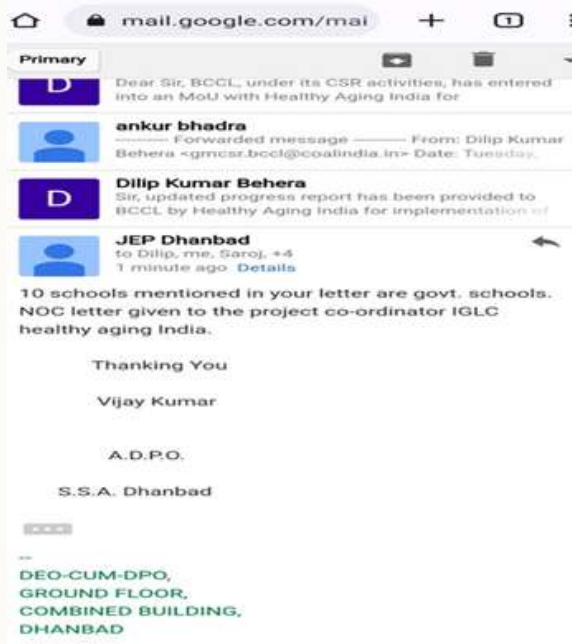 mail.google.com/mai
1
Primary
D
Dear Sir, BCCL, under its CSR activities, has entered
into an MoU with Healthy Aging India for
ankur bhadra
---------- Forwarded message ---------- From: Dilip Kumar
Behera <gmcsr.bccl@coalindia.in> Date: Tuesday,
D
Dilip Kumar Behera
Sir, updated progress report has been provided to
BCCL by Healthy Aging India for implementation of
JEP Dhanbad
to Dilip, me, Saroj, +4
1 minute ago Details
10 schools mentioned in your letter are govt. schools.
NOC letter given to the project co-ordinator IGLC
healthy aging India.
Thanking You
Vijay Kumar
A.D.P.O.
S.S.A. Dhanbad
--
DEO-CUM-DPO,
GROUND FLOOR,
COMBINED BUILDING,
DHANBAD